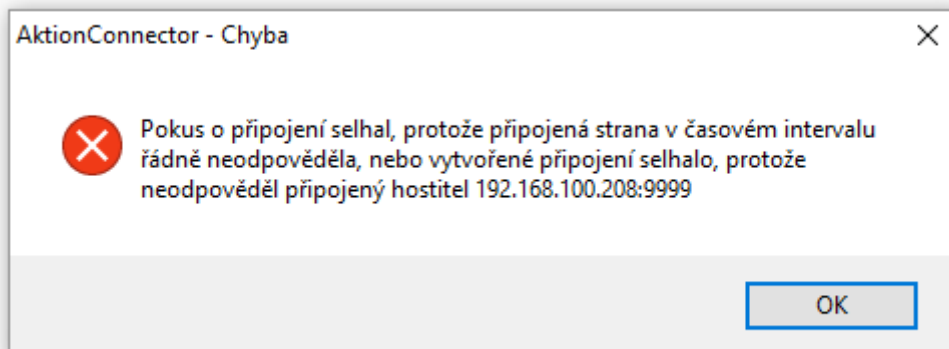 AktionConnector - Chyba
Pokus o připojení selhal, protože připojená strana v časovém intervalu
řádně neodpověděla, nebo vytvořené připojení selhalo, protože
neodpověděl připojený hostitel 192.168.100.208:9999
OK